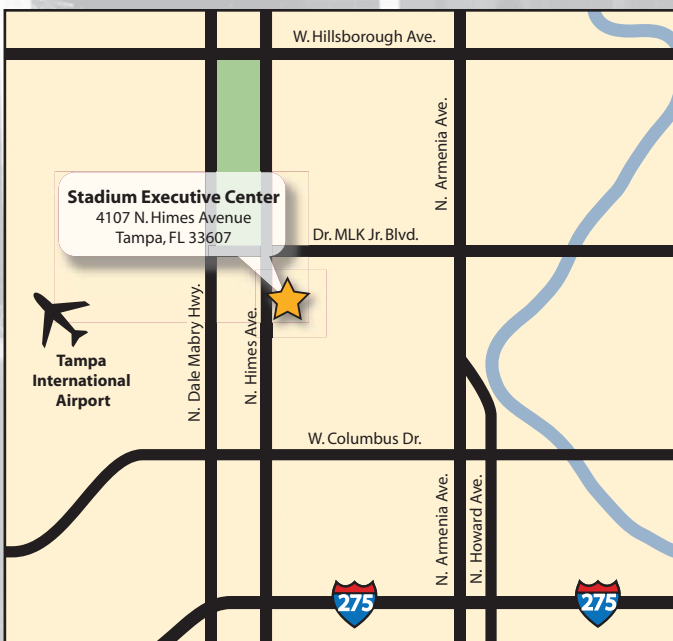 W. Hillsborough Ave.
N. Armenia Ave.
Stadium Executive Center
4107 N. Himes Avenue
Tampa, FL 33607
Dr. MLK Jr. Blvd.
N. Dale Mabry Hwy.
N. Himes Ave.
Tampa
International
Airport
W. Columbus Dr.
N. Armenia Ave.
N. Howard Ave.
275
275